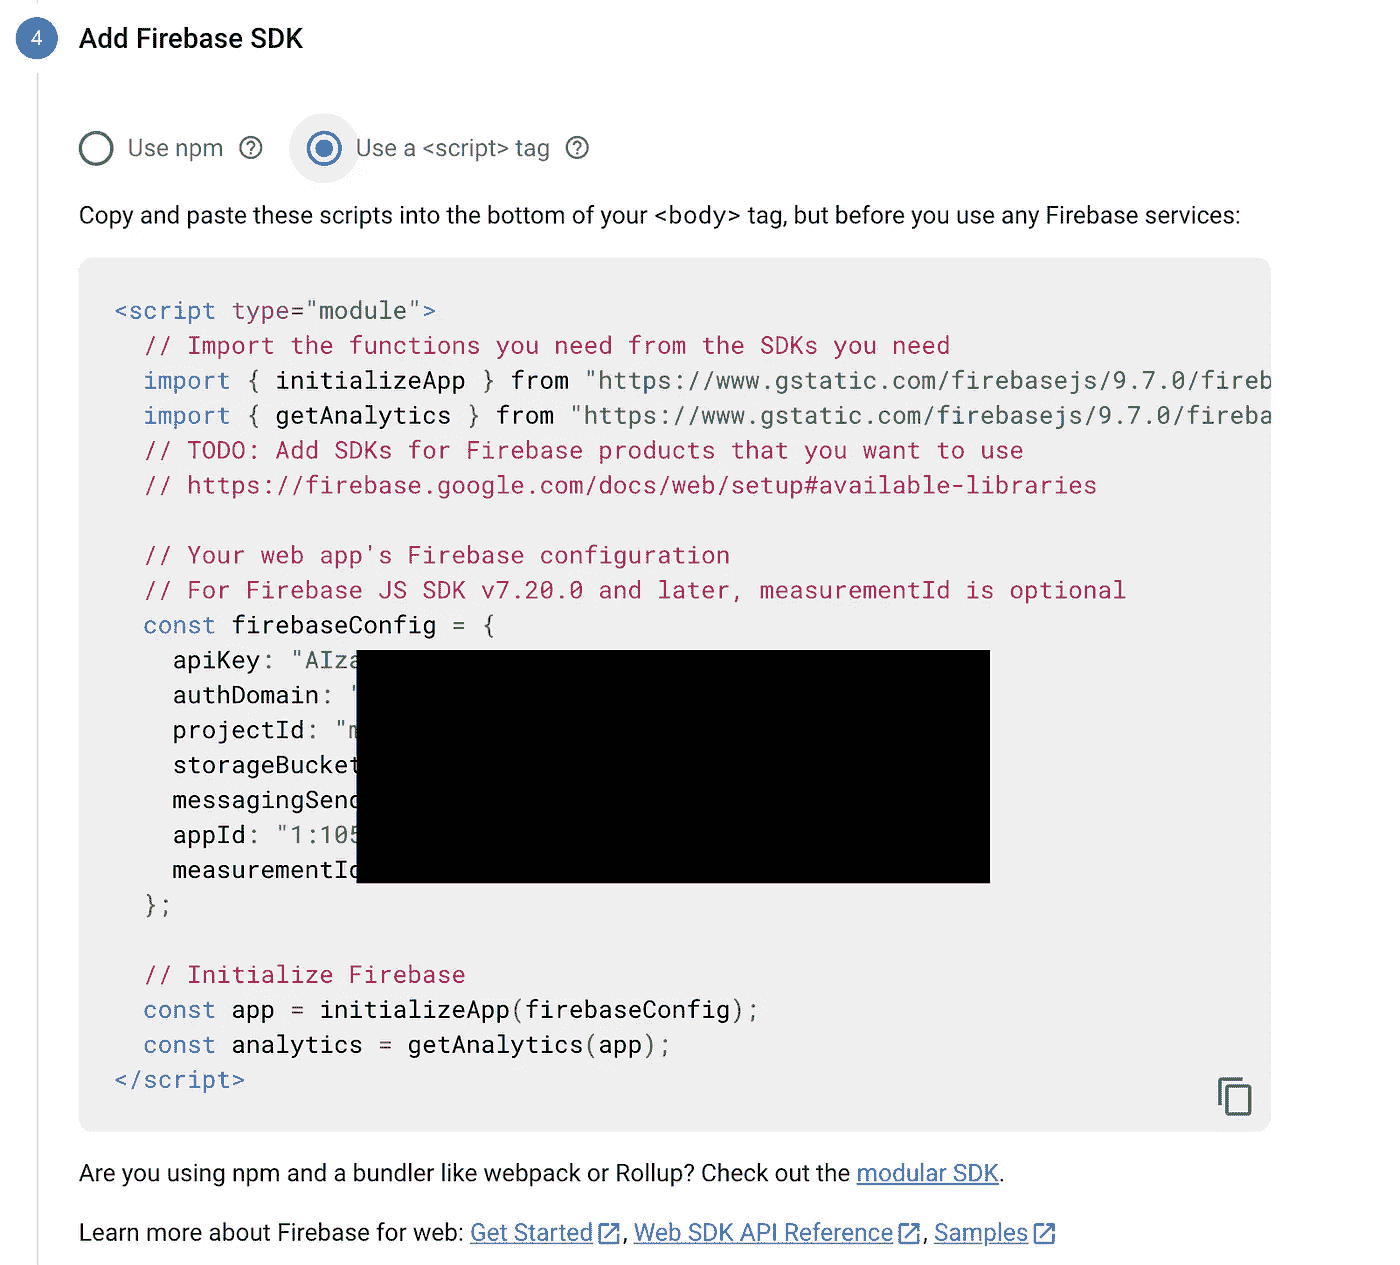 4 Add Firebase SDK
Use npm ? Use a <script> tag ?
Copy and paste these scripts into the bottom of your <body> tag, but before you use any Firebase services:
<script type="module">
// Import the functions you need from the SDKs you need
import { initializeApp } from "https://www.gstatic.com/firebasejs/9.7.0/fireb
import { getAnalytics } from "https://www.gstatic.com/firebasejs/9.7.0/fireba
// TODO: Add SDKs for Firebase products that you want to use
// https://firebase.google.com/docs/web/setup#available-libraries
// Your web app's Firebase configuration
// For Firebase JS SDK v7.20.0 and later, measurementId is optional
const firebaseConfig = {
apiKey: "AIza
authDomain: "
projectId: "m
storageBucket
messagingSend
appId: "1:105
measurementId
};
// Initialize Firebase
const app = initializeApp(firebaseConfig);
const analytics = getAnalytics(app);
</script>
Are you using npm and a bundler like webpack or Rollup? Check out the modular SDK.
Learn more about Firebase for web: Get Started, Web SDK API Reference, Samples